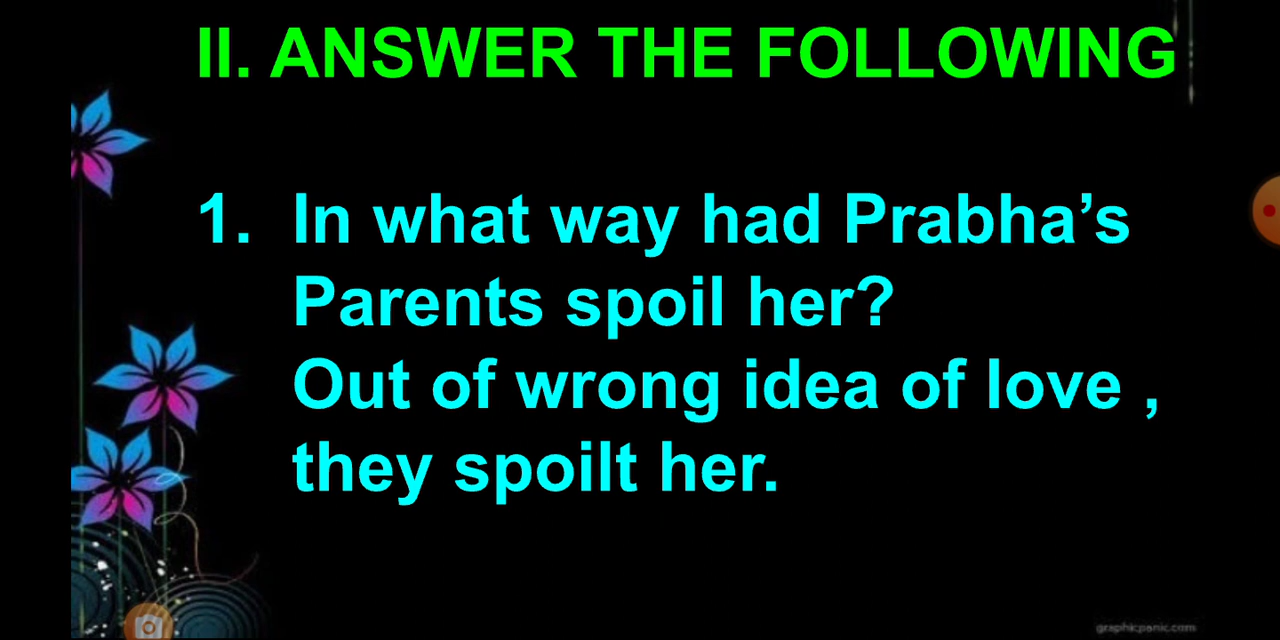 II. ANSWER THE FOLLOWING
1. In what way had Prabha’s
Parents spoil her?
Out of wrong idea of love ,
they spoilt her.
graphicpanic.com